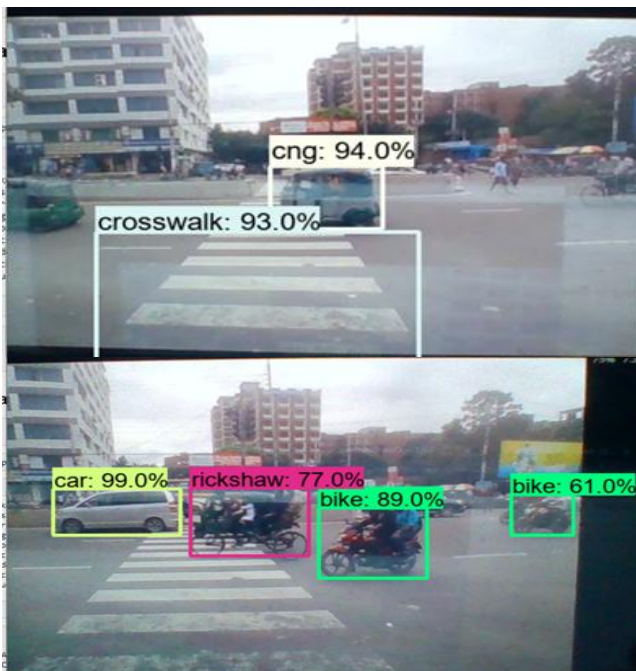 cng: 94.0%
crosswalk: 93.0%
car: 99.0%
rickshaw: 77.0%
bike: 89.0%
bike: 61.0%